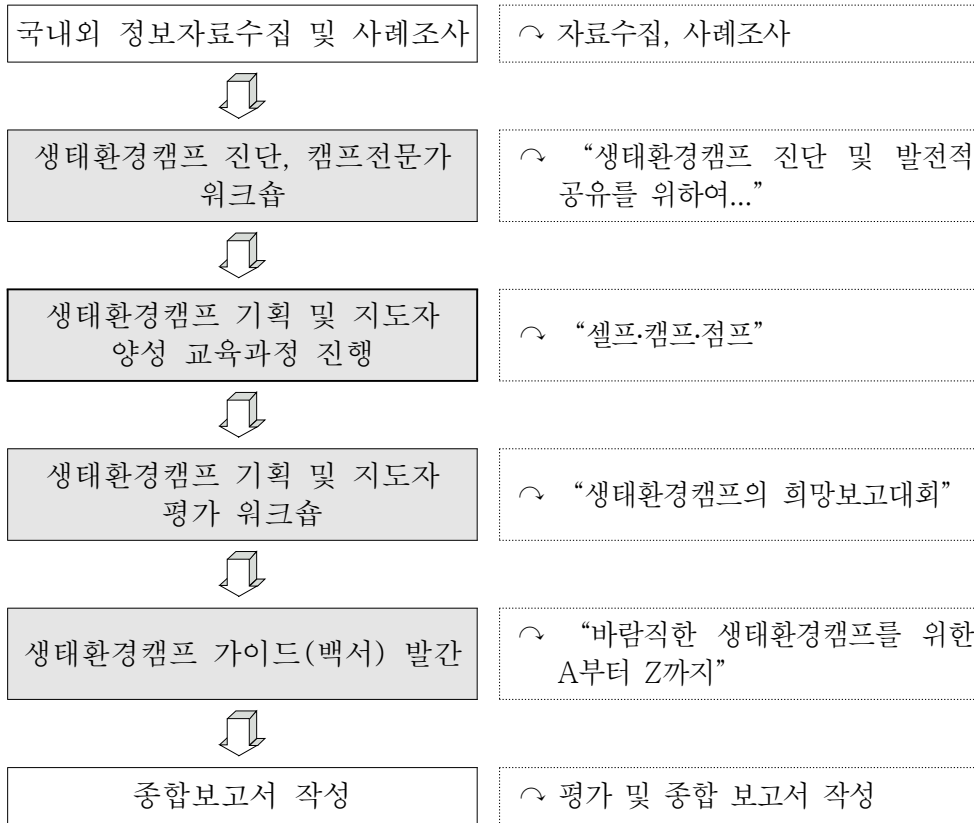 국내외 정보자료수집 및 사례조사
↷ 자료수집, 사례조사
생태환경캠프 진단, 캠프전문가
워크숍
↷ “생태환경캠프 진단 및 발전적
공유를 위하여...”
생태환경캠프 기획 및 지도자
양성 교육과정 진행
↷ “셀프·캠프·점프”
생태환경캠프 기획 및 지도자
평가 워크숍
↷ “생태환경캠프의 희망보고대회”
생태환경캠프 가이드(백서) 발간
↷ “바람직한 생태환경캠프를 위한
A부터 Z까지”
종합보고서 작성
↷ 평가 및 종합 보고서 작성